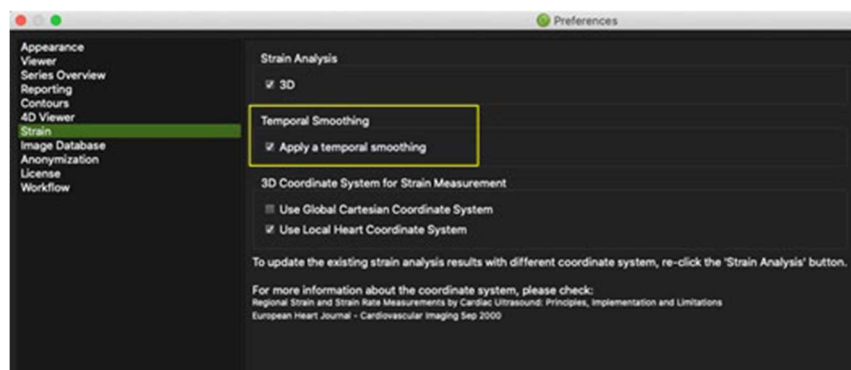 Preferences
Appearance
Viewer
Series Overview
Reporting
Contours
4D Viewer
Strain
Image Database
Anonymization
License
Workflow
Strain Analysis
3D
Temporal Smoothing
Apply a temporal smoothing
3D Coordinate System for Strain Measurement
Use Global Cartesian Coordinate System
Use Local Heart Coordinate System
To update the existing strain analysis results with different coordinate system, re-click the 'Strain Analysis' button.
For more information about the coordinate system, please check:
Regional Strain and Strain Rate Measurements by Cardiac Ultrasound: Principles, Implementation and Limitations
European Heart Journal - Cardiovascular Imaging Sep 2000